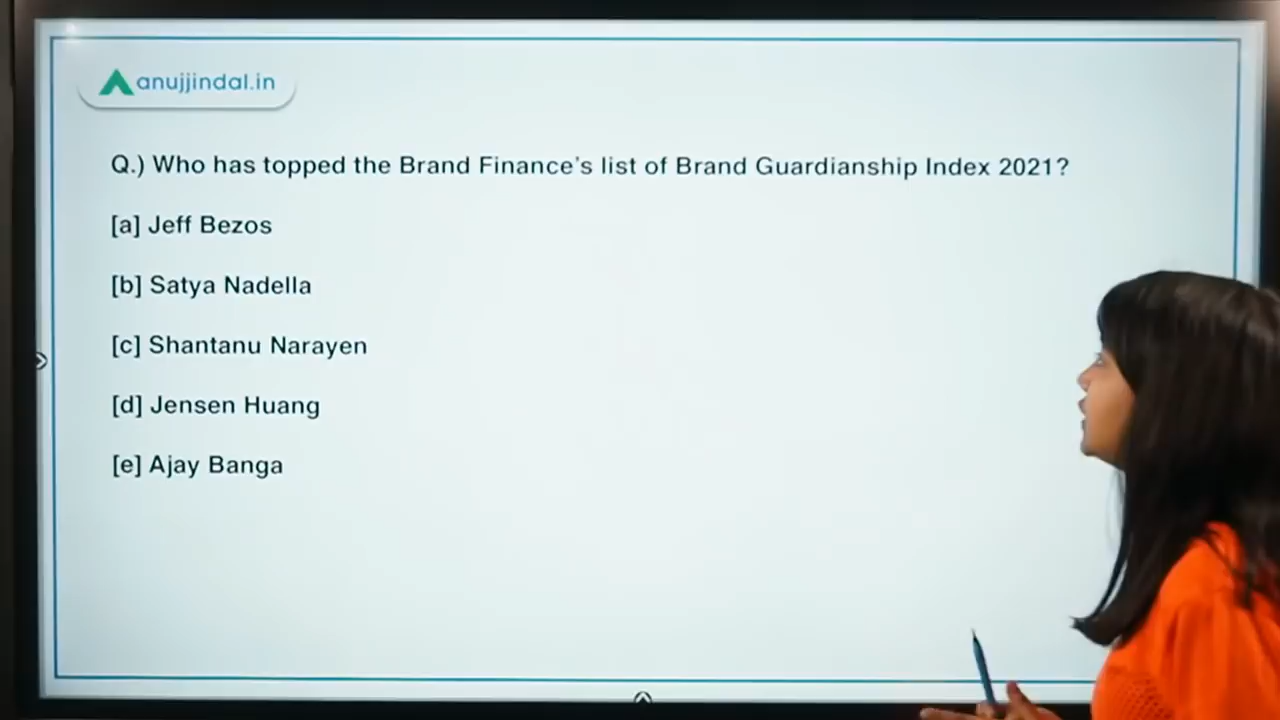 anujjindal.in
Q.) Who has topped the Brand Finance's list of Brand Guardianship Index 2021?
[a] Jeff Bezos
[b] Satya Nadella
[c] Shantanu Narayen
[d] Jensen Huang
[e] Ajay Banga